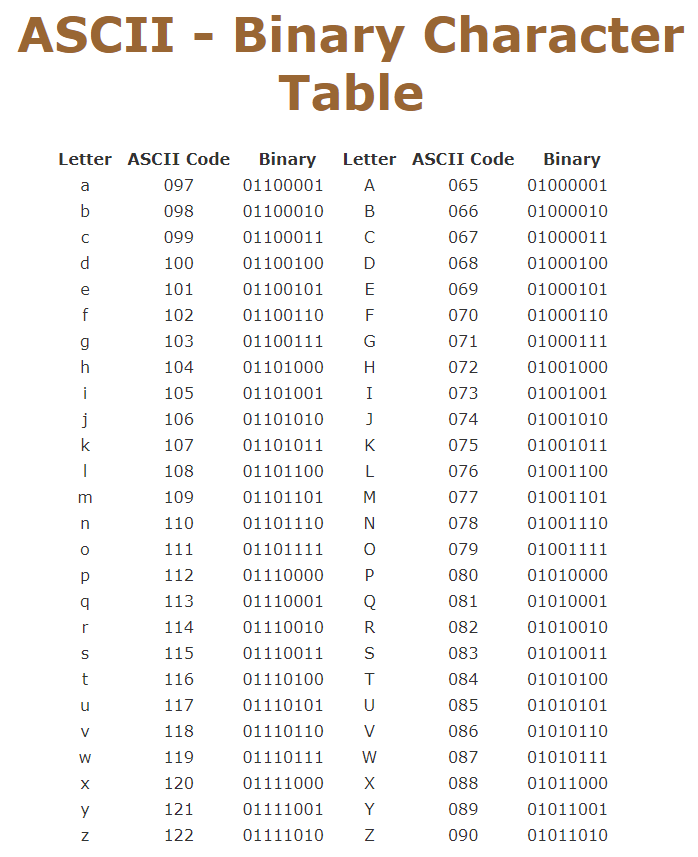 ASCII - Binary Character
Table
Letter ASCII Code Binary Letter ASCII Code Binary
a 097 01100001 A 065 01000001
b 098 01100010 B 066 01000010
c 099 01100011 C 067 01000011
d 100 01100100 D 068 01000100
e 101 01100101 E 069 01000101
f 102 01100110 F 070 01000110
g 103 01100111 G 071 01000111
h 104 01101000 H 072 01001000
i 105 01101001 I 073 01001001
j 106 01101010 J 074 01001010
k 107 01101011 K 075 01001011
l 108 01101100 L 076 01001100
m 109 01101101 M 077 01001101
n 110 01101110 N 078 01001110
o 111 01101111 O 079 01001111
p 112 01110000 P 080 01010000
q 113 01110001 Q 081 01010001
r 114 01110010 R 082 01010010
s 115 01110011 S 083 01010011
t 116 01110100 T 084 01010100
u 117 01110101 U 085 01010101
v 118 01110110 V 086 01010110
w 119 01110111 W 087 01010111
x 120 01111000 X 088 01011000
y 121 01111001 Y 089 01011001
z 122 01111010 Z 090 01011010